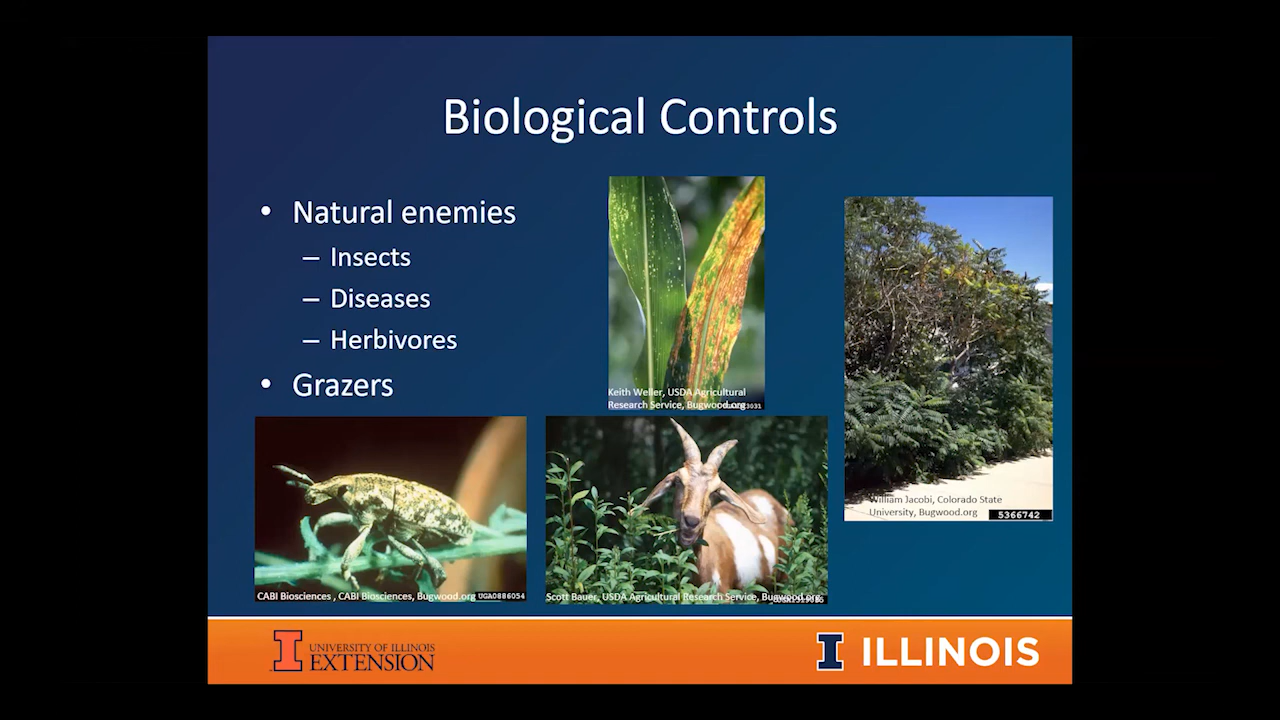 Biological Controls
• Natural enemies
– Insects
– Diseases
– Herbivores
• Grazers
Keith Weller, USDA Agricultural
Research Service, Bugwood.org
William Jacobi, Colorado State
University, Bugwood.org
5366742
CABI Biosciences , CABI Biosciences, Bugwood.org
UGA0886054
Scott Bauer, USDA Agricultural Research Service, Bugwood.org
UNIVERSITY OF ILLINOIS
EXTENSION
ILLINOIS